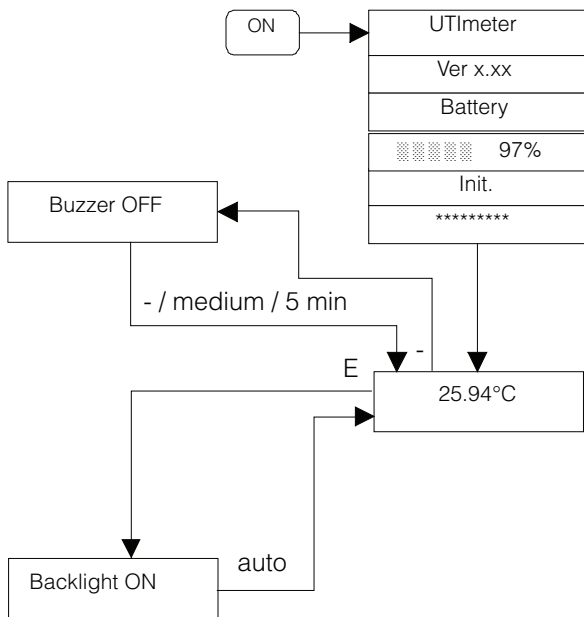 ON
UTImeter
Ver x.xx
Battery
97%
Init.
*********
Buzzer OFF
- / medium / 5 min
-
E
25.94°C
auto
Backlight ON